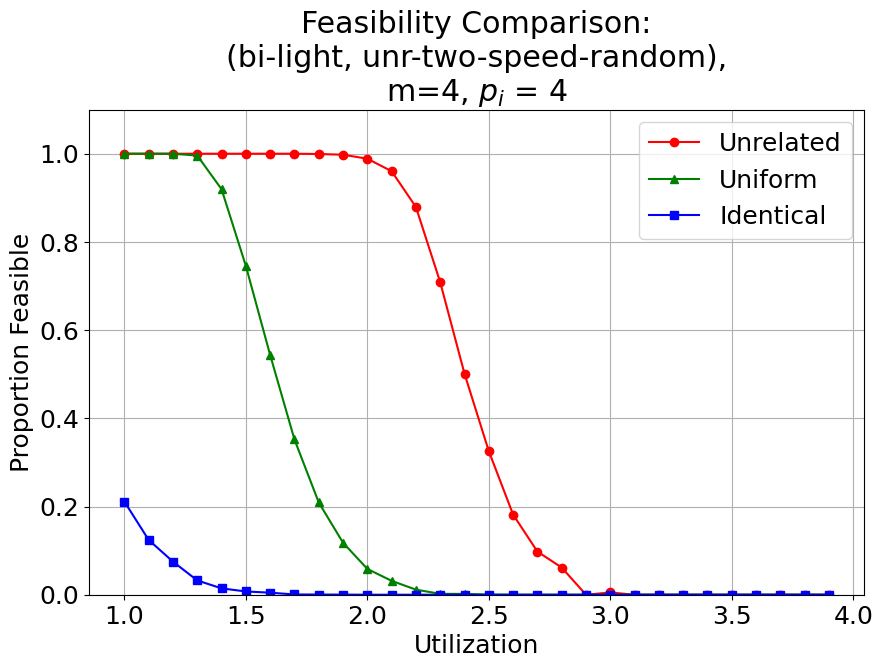 Feasibility Comparison:
(bi-light, unr-two-speed-random),
m=4, $p_i$ = 4
Unrelated
Uniform
Identical
Proportion Feasible
1.0
0.8
0.6
0.4
0.2
0.0
1.0 1.5 2.0 2.5 3.0 3.5 4.0
Utilization